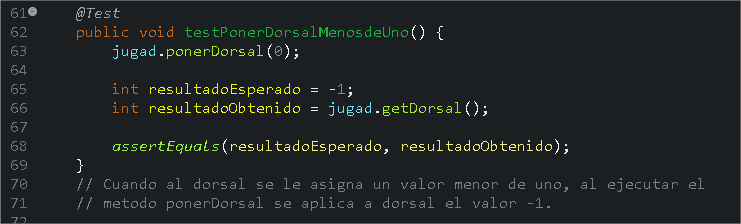 61 @Test
62 public void testPonerDorsalMenosdeUno() {
63 jugad.ponerDorsal(0);
64
65 int resultadoEsperado = -1;
66 int resultadoObtenido = jugad.getDorsal();
67
68 assertEquals(resultadoEsperado, resultadoObtenido);
69 }
70 // Cuando al dorsal se le asigna un valor menor de uno, al ejecutar el
71 // metodo ponerDorsal se aplica a dorsal el valor -1.
72